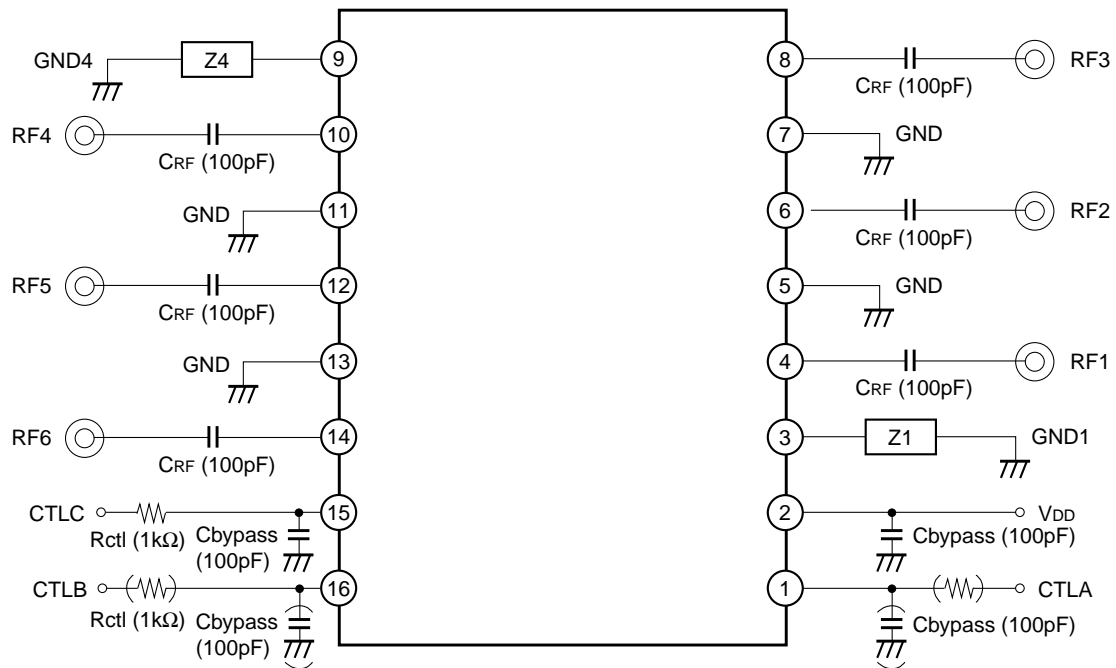 GND4
Z4
9
RF4
CRF (100pF)
10
GND
11
RF5
CRF (100pF)
12
GND
13
RF6
CRF (100pF)
14
CTLC
Rctl (1kΩ)
Cbypass
(100pF)
15
CTLB
Rctl (1kΩ)
Cbypass
(100pF)
16
8
CRF (100pF)
RF3
7
GND
6
CRF (100pF)
RF2
5
GND
4
CRF (100pF)
RF1
3
Z1
GND1
2
VDD
Cbypass (100pF)
1
CTLA
Cbypass (100pF)